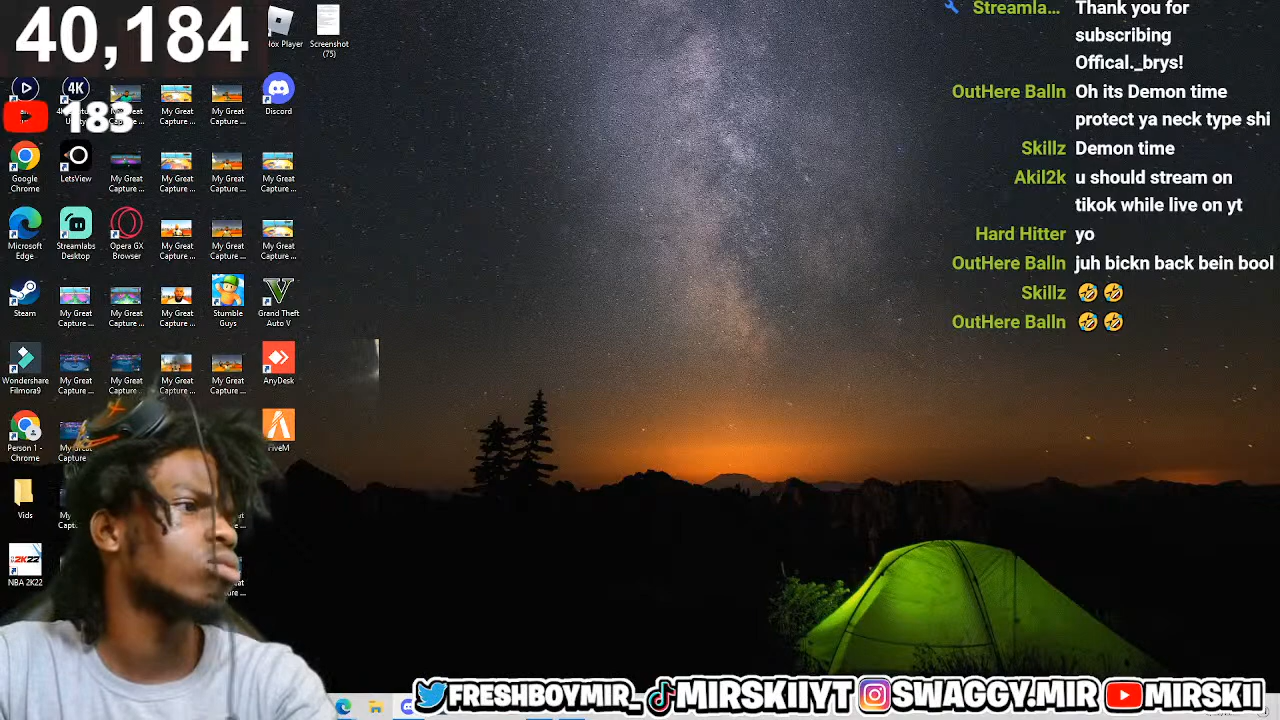 40,184
183
lox Player
Screenshot
(75)
4K
My Great
My Great
Capture ...
My Great
Capture ...
Discord
Google
Chrome
LetsView
My Great
Capture ...
My Great
Capture ...
My Great
Capture ...
My Great
Capture ...
Microsoft
Edge
Streamlabs
Desktop
Opera GX
Browser
My Great
Capture ...
My Great
Capture ...
My Great
Capture ...
Steam
My Great
Capture ...
My Great
Capture ...
My Great
Capture ...
Stumble
Guys
Grand Theft
Auto V
Wondershare
Filmora9
My Great
Capture ...
My Great
Capture ...
My Great
Capture ...
My Great
Capture ...
AnyDesk
Person 1 -
Chrome
FiveM
Vids
2K22
NBA 2K22
Streamla...
Thank you for
subscribing
Offical._brys!
OutHere Balln Oh its Demon time
protect ya neck type shi
Skillz Demon time
Akil2k u should stream on
tikok while live on yt
Hard Hitter yo
OutHere Balln juh bickn back bein bool
Skillz 🤣🤣
OutHere Balln 🤣🤣
FRESHBOYMIR_ MIRSKIIYT SWAGGY.MIR MIRSKII